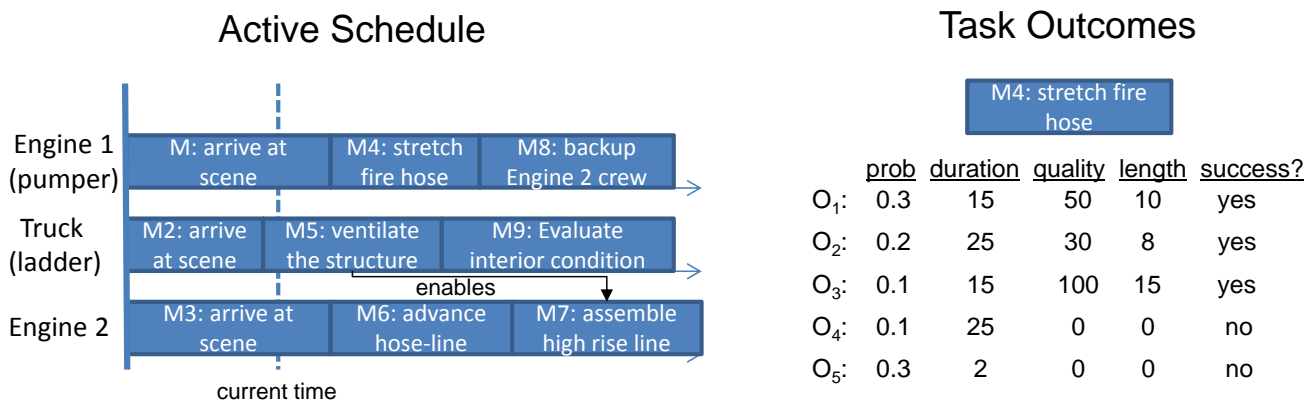 Active Schedule
Task Outcomes
Engine 1
(pumper)
M: arrive at
scene
M4: stretch
fire hose
M8: backup
Engine 2 crew
Truck
(ladder)
M2: arrive
at scene
M5: ventilate
the structure
M9: Evaluate
interior condition
enables
Engine 2
M3: arrive at
scene
M6: advance
hose-line
M7: assemble
high rise line
current time
M4: stretch fire
hose
prob duration quality length success?
O1: 0.3 15 50 10 yes
O2: 0.2 25 30 8 yes
O3: 0.1 15 100 15 yes
O4: 0.1 25 0 0 no
O5: 0.3 2 0 0 no